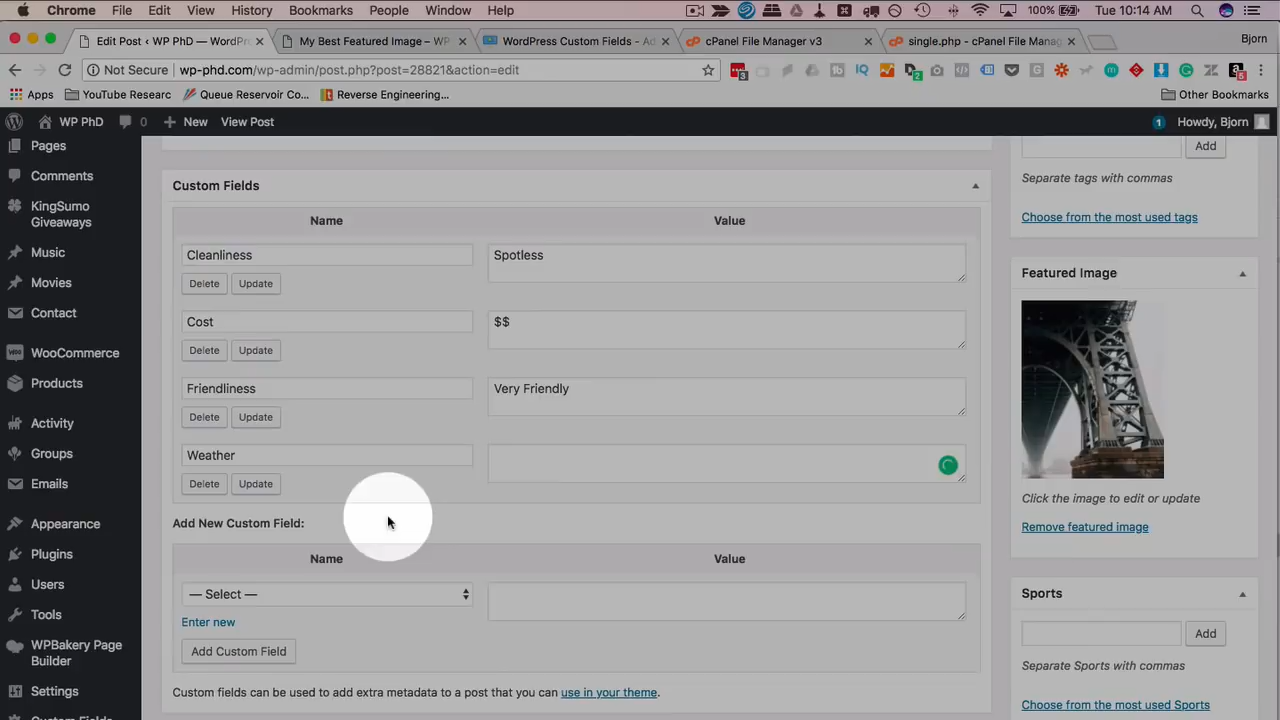 Chrome File Edit View History Bookmarks People Window Help 100% Tue 10:14 AM
Edit Post ‹ WP PhD — WordPr
My Best Featured Image – WP
WordPress Custom Fields - Ad
cPanel File Manager v3
single.php - cPanel File Manag
Bjorn
Not Secure wp-phd.com/wp-admin/post.php?post=28821&action=edit
Apps YouTube Researc Queue Reservoir Co... Reverse Engineering... Other Bookmarks
WP PhD 0 New View Post 1 Howdy, Bjorn
Pages
Comments
KingSumo
Giveaways
Music
Movies
Contact
WooCommerce
Products
Activity
Groups
Emails
Appearance
Plugins
Users
Tools
WPBakery Page
Builder
Settings
Custom Fields
Custom Fields
Name Value
Cleanliness Spotless
Delete Update
Cost $$
Delete Update
Friendliness Very Friendly
Delete Update
Weather
Delete Update
Add New Custom Field:
Name Value
— Select —
Enter new
Add Custom Field
Custom fields can be used to add extra metadata to a post that you can use in your theme.
Add
Separate tags with commas
Choose from the most used tags
Featured Image
Click the image to edit or update
Remove featured image
Sports
Add
Separate Sports with commas
Choose from the most used Sports